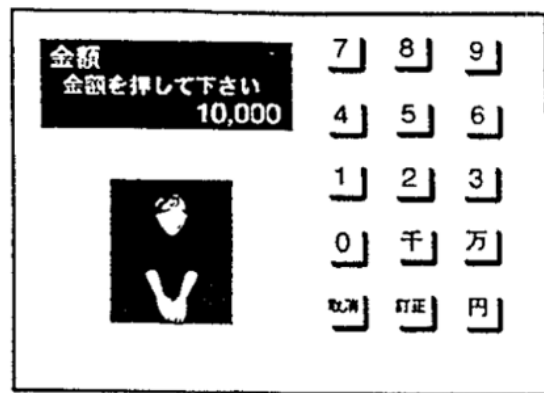 金額
金額を押して下さい
10,000
7 8 9
4 5 6
1 2 3
0 千 万
取消 訂正 円